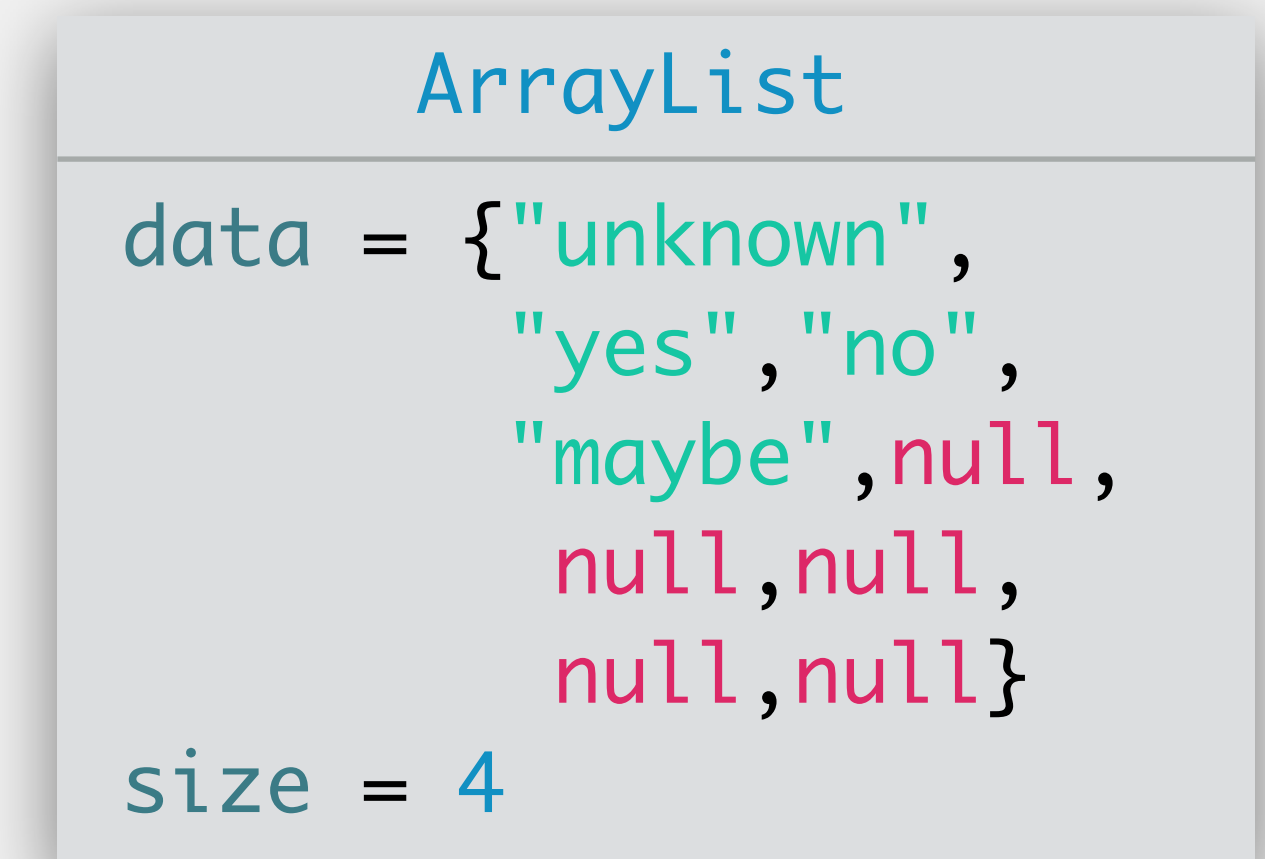 ArrayList
data = {"unknown",
"yes","no",
"maybe",null,
null,null,
null,null}
size = 4